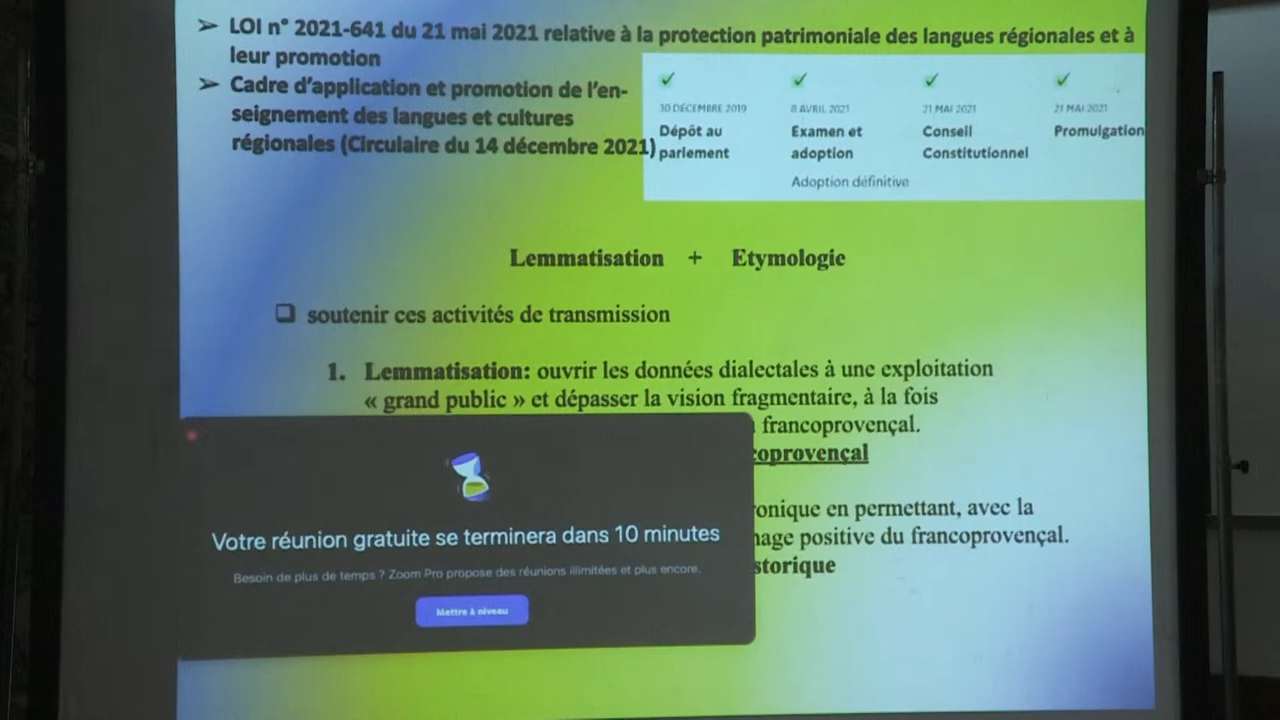 ➢ LOI n° 2021-641 du 21 mai 2021 relative à la protection patrimoniale des langues régionales et à
leur promotion
➢ Cadre d'application et promotion de l'en-
seignement des langues et cultures
régionales (Circulaire du 14 décembre 2021)
✓ ✓ ✓ ✓
30 DÉCEMBRE 2019 8 AVRIL 2021 21 MAI 2021 21 MAI 2021
Dépôt au Examen et Conseil Promulgation
parlement adoption Constitutionnel
Adoption définitive
Lemmatisation + Etymologie
❑ soutenir ces activités de transmission
1. Lemmatisation: ouvrir les données dialectales à une exploitation
« grand public » et dépasser la vision fragmentaire, à la fois
francoprovençal.
coprovençal
onique en permettant, avec la
age positive du francoprovençal.
storique
Votre réunion gratuite se terminera dans 10 minutes
Besoin de plus de temps ? Zoom Pro propose des réunions illimitées et plus encore.
Mettre à niveau